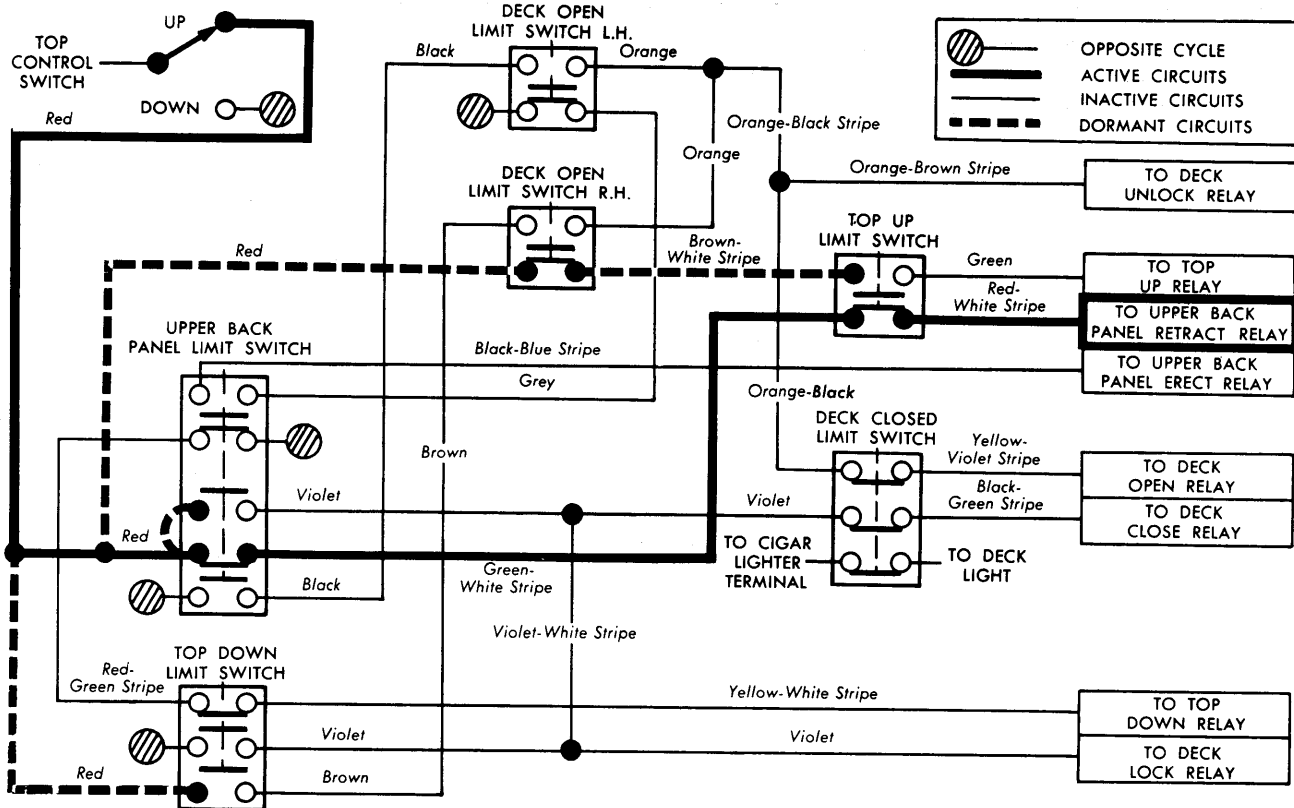 UP
TOP
CONTROL
SWITCH
DOWN
Red
DECK OPEN
LIMIT SWITCH L.H.
Black
Orange
Orange-Black Stripe
Orange
OPPOSITE CYCLE
ACTIVE CIRCUITS
INACTIVE CIRCUITS
DORMANT CIRCUITS
Orange-Brown Stripe
TO DECK
UNLOCK RELAY
DECK OPEN
LIMIT SWITCH R.H.
Red
Brown-
White Stripe
TOP UP
LIMIT SWITCH
Green
Red-
White Stripe
TO TOP
UP RELAY
TO UPPER BACK
PANEL RETRACT RELAY
TO UPPER BACK
PANEL ERECT RELAY
UPPER BACK
PANEL LIMIT SWITCH
Black-Blue Stripe
Grey
Orange-Black
DECK CLOSED
LIMIT SWITCH
Brown
Yellow-
Violet Stripe
TO DECK
OPEN RELAY
Violet
Violet
Black-
Green Stripe
TO DECK
CLOSE RELAY
Red
Green-
White Stripe
TO CIGAR
LIGHTER
TERMINAL
TO DECK
LIGHT
Black
Violet-White Stripe
TOP DOWN
LIMIT SWITCH
Red-
Green Stripe
Yellow-White Stripe
TO TOP
DOWN RELAY
Violet
Violet
TO DECK
LOCK RELAY
Red
Brown